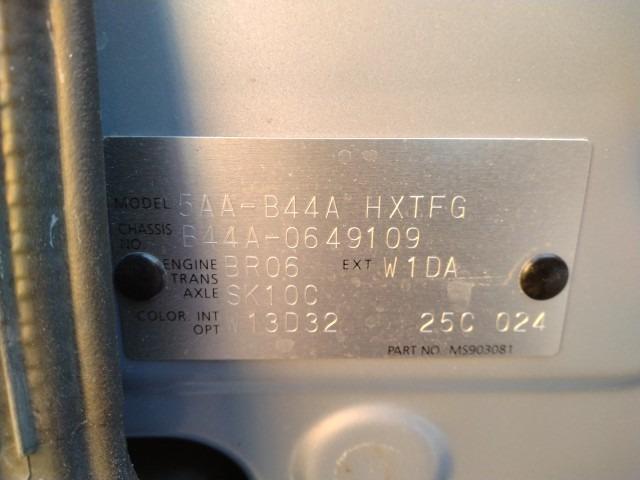 MODEL 5AA-B44A HXTFG
CHASSIS NO. B44A-0649109
ENGINE BR06 EXT W1DA
TRANS AXLE SK10C
COLOR. INT W13D32 25C 024
OPT
PART NO. MS903081